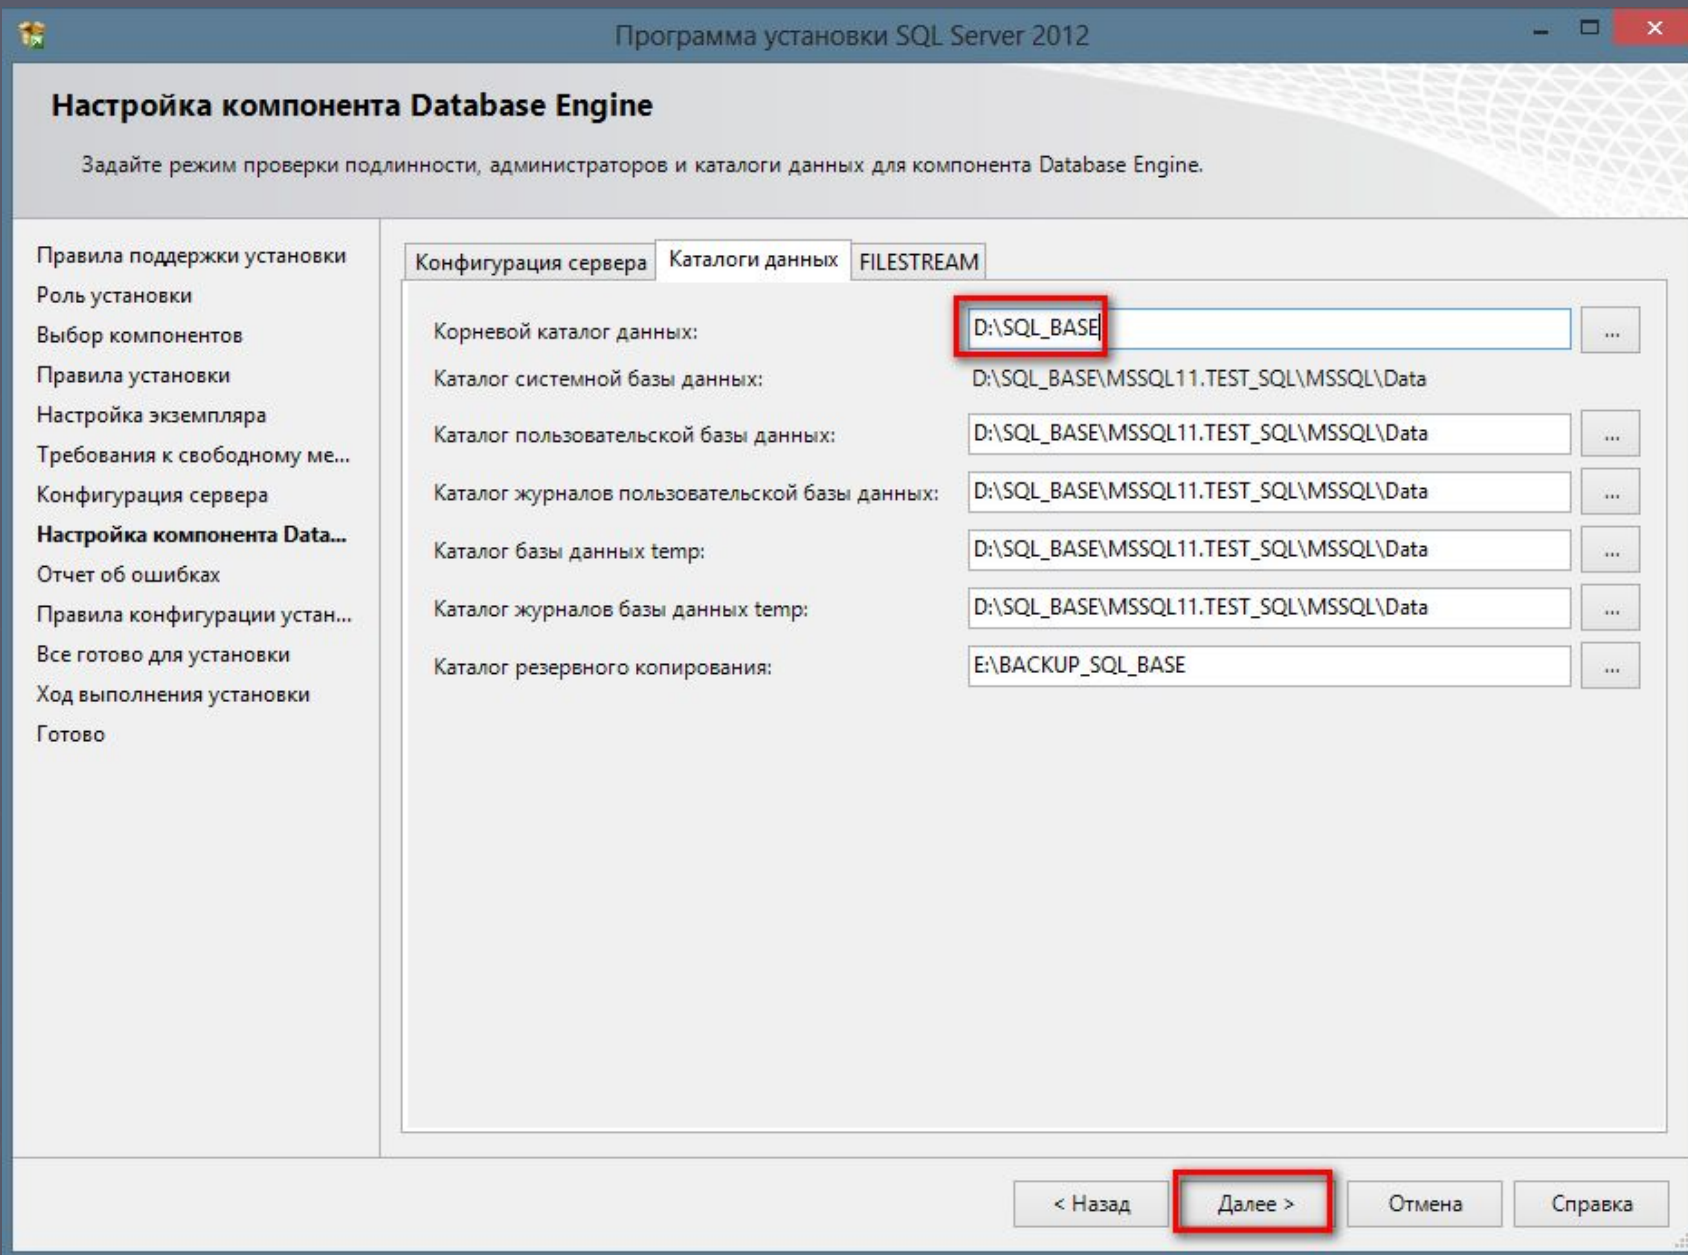 Программа установки SQL Server 2012
Настройка компонента Database Engine
Задайте режим проверки подлинности, администраторов и каталоги данных для компонента Database Engine.
Правила поддержки установки
Роль установки
Выбор компонентов
Правила установки
Настройка экземпляра
Требования к свободному ме...
Конфигурация сервера
Настройка компонента Data...
Отчет об ошибках
Правила конфигурации устан...
Все готово для установки
Ход выполнения установки
Готово
Конфигурация сервера Каталоги данных FILESTREAM
Корневой каталог данных: D:\SQL_BASE ...
Каталог системной базы данных: D:\SQL_BASE\MSSQL11.TEST_SQL\MSSQL\Data
Каталог пользовательской базы данных: D:\SQL_BASE\MSSQL11.TEST_SQL\MSSQL\Data ...
Каталог журналов пользовательской базы данных: D:\SQL_BASE\MSSQL11.TEST_SQL\MSSQL\Data ...
Каталог базы данных temp: D:\SQL_BASE\MSSQL11.TEST_SQL\MSSQL\Data ...
Каталог журналов базы данных temp: D:\SQL_BASE\MSSQL11.TEST_SQL\MSSQL\Data ...
Каталог резервного копирования: E:\BACKUP_SQL_BASE ...
< Назад Далее > Отмена Справка